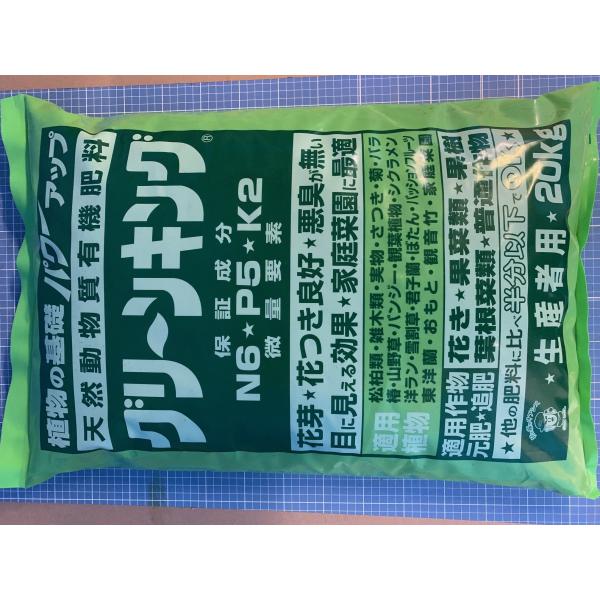 植物の基礎パワーアップ
天然動物質有機肥料
グリーンキング®
保証成分
N6★P5★K2
微量要素
花芽★花つき良好★悪臭が無い
目に見える効果★家庭菜園に最適
適用植物
松柏類・雑木類・実物・さつき・菊・バラ
椿・山野草・パンジー・観葉植物・シクラメン
洋ラン・雪割草・君子蘭・ぼたん・パッションフルーツ
東洋蘭・おもと・観音竹・家庭菜園
適用作物 花き★果菜類★果樹
元肥★追肥 葉根菜類★普通作物
★他の肥料に比べ半分以下でOK★
★生産者用★20kg